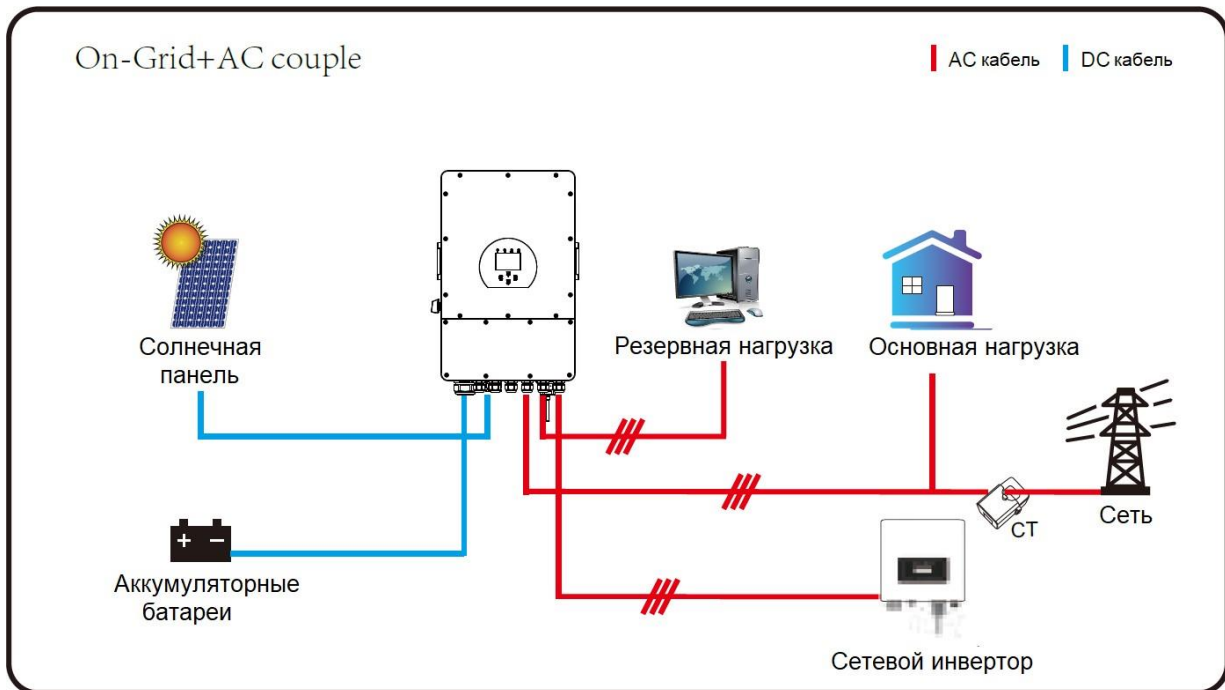 On-Grid+AC couple
АС кабель
DC кабель
Солнечная
панель
Резервная нагрузка
Основная нагрузка
Сеть
CT
Аккумуляторные
батареи
Сетевой инвертор